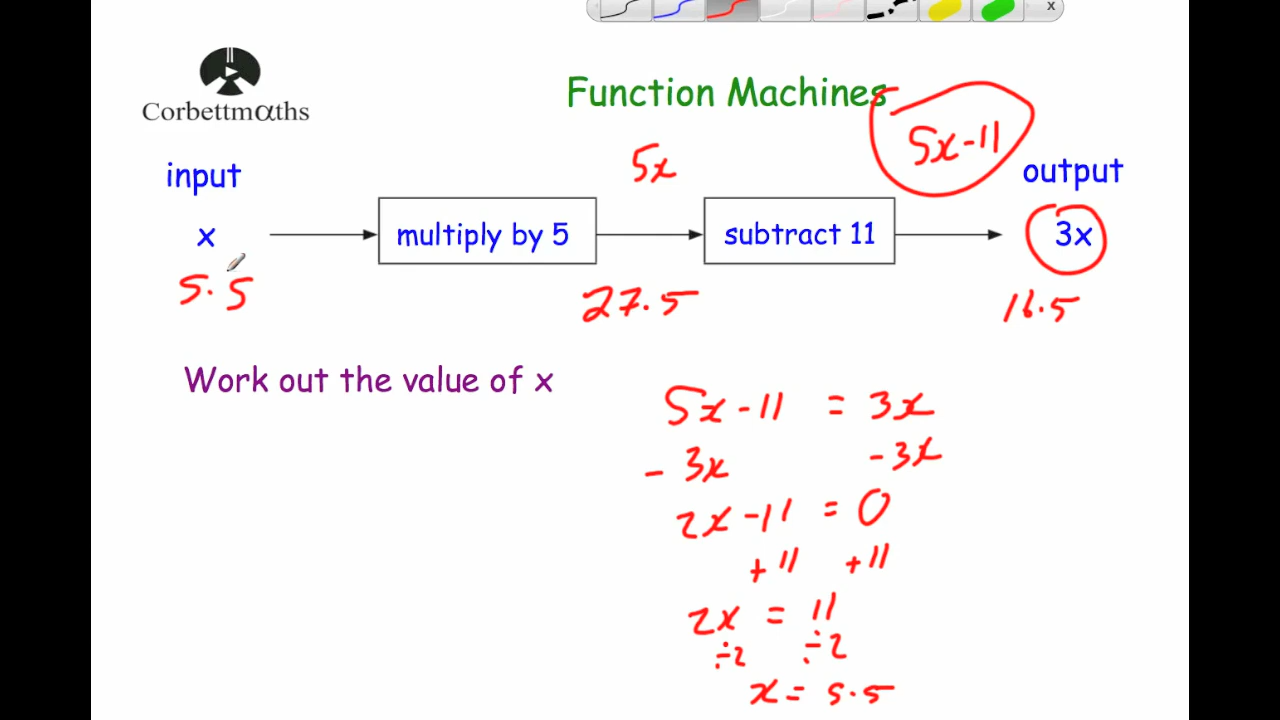 x
Corbettmαths
Function Machines
5x
5x-11
input
output
x
multiply by 5
subtract 11
3x
5.5
27.5
16.5
Work out the value of x
5x-11 = 3x
- 3x -3x
2x-11 = 0
+11 +11
2x = 11
÷2 ÷2
x= 5.5